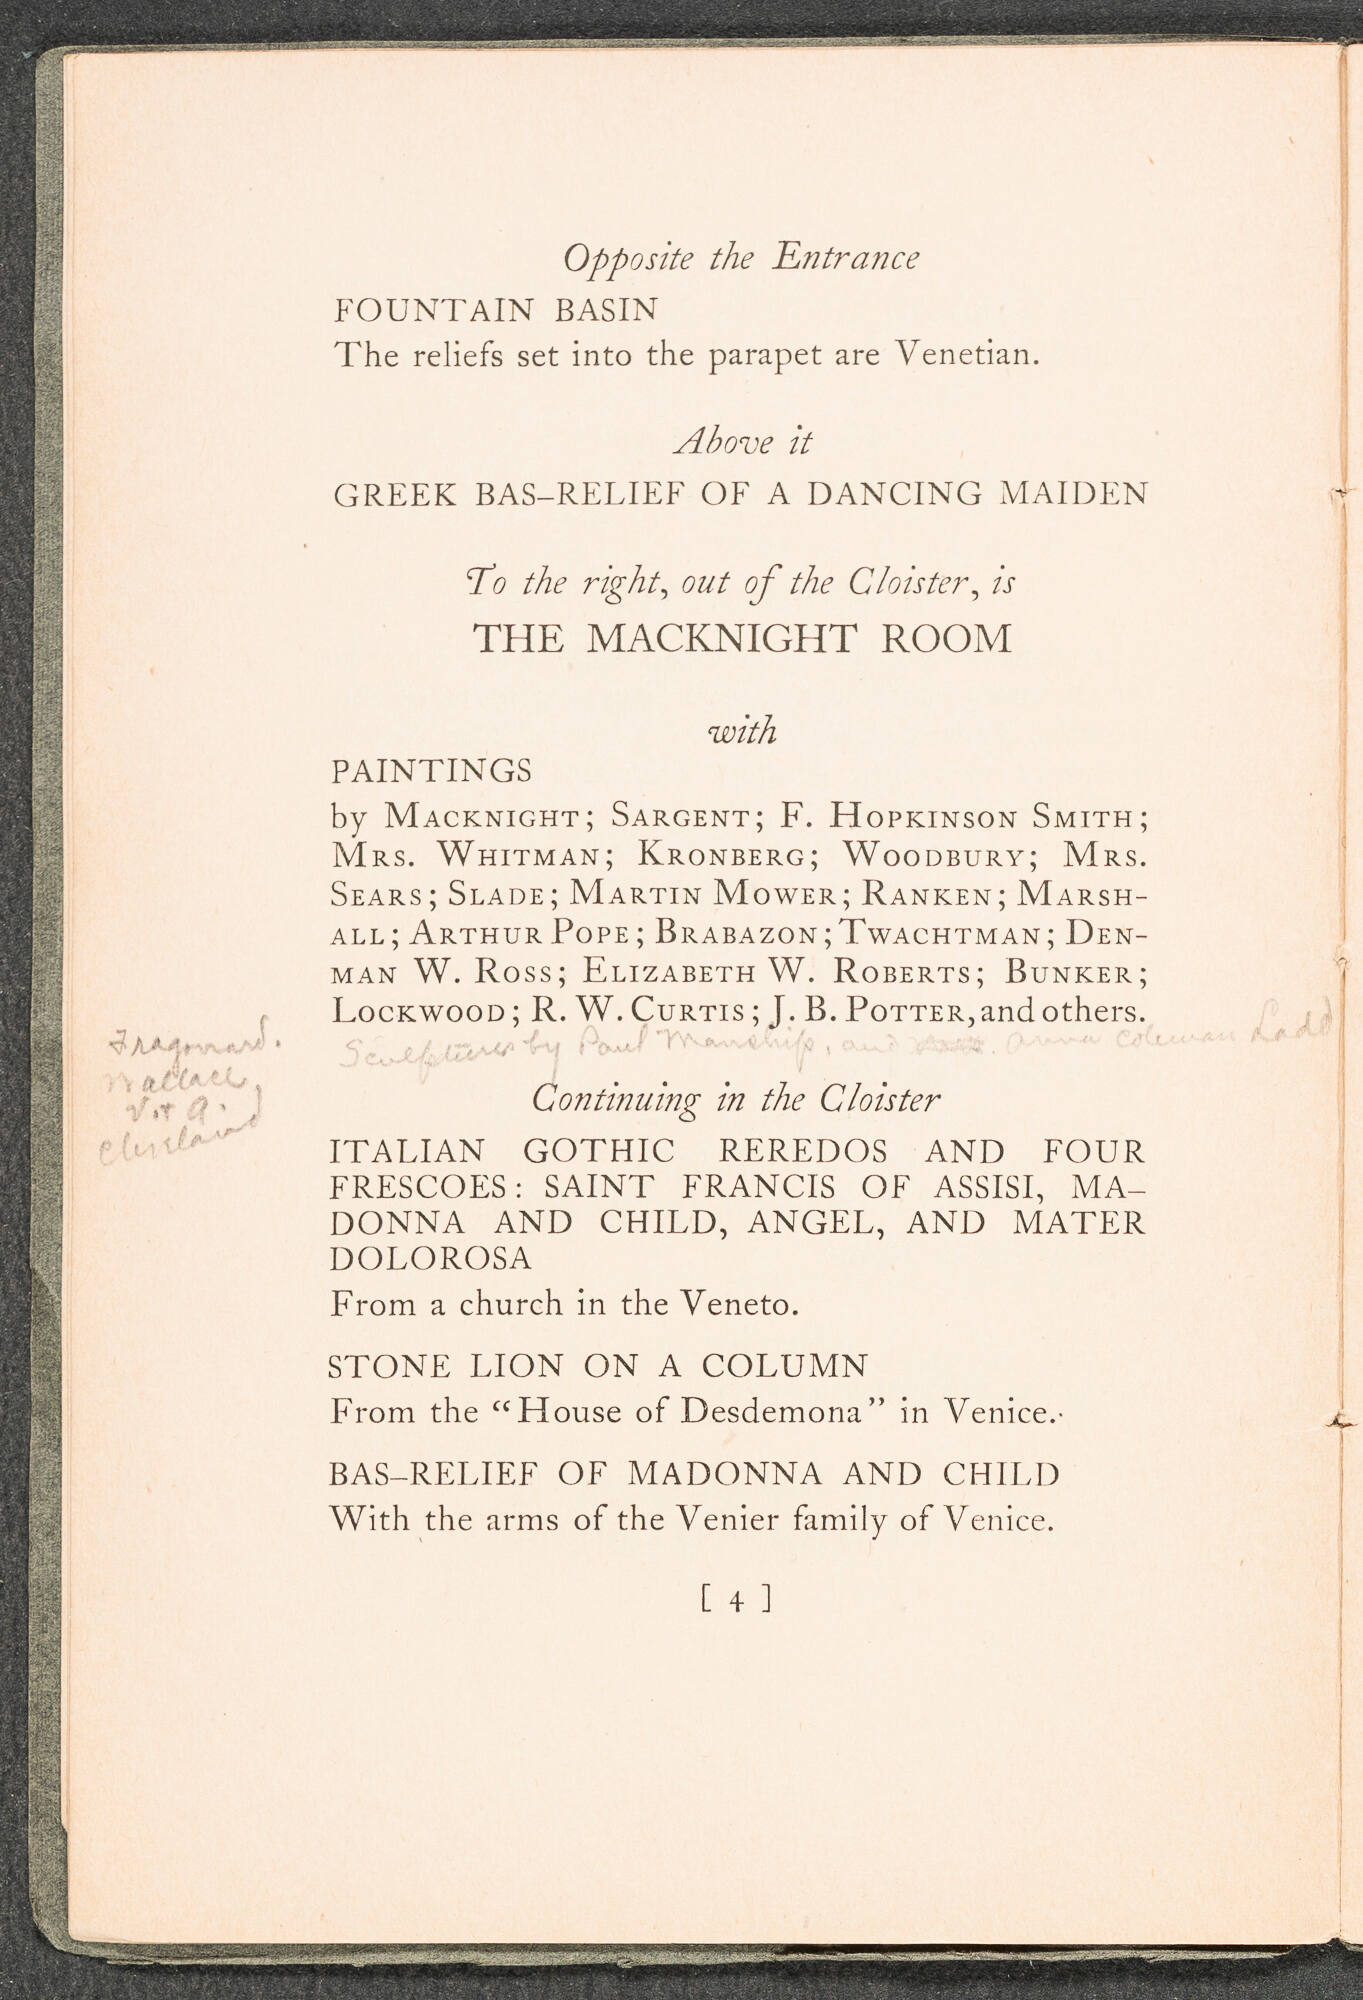 Opposite the Entrance
FOUNTAIN BASIN
The reliefs set into the parapet are Venetian.
Above it
GREEK BAS–RELIEF OF A DANCING MAIDEN
To the right, out of the Cloister, is
THE MACKNIGHT ROOM
with
PAINTINGS
by MACKNIGHT; SARGENT; F. HOPKINSON SMITH;
MRS. WHITMAN; KRONBERG; WOODBURY; MRS.
SEARS; SLADE; MARTIN MOWER; RANKEN; MARSH-
ALL; ARTHUR POPE; BRABAZON; TWACHTMAN; DEN-
MAN W. ROSS; ELIZABETH W. ROBERTS; BUNKER;
LOCKWOOD; R. W. CURTIS; J. B. POTTER, and others.
Sculptures by Paul Manship, and Anna Coleman Ladd
Fragonard.
Wallace
V + A.
Cleveland
Continuing in the Cloister
ITALIAN GOTHIC REREDOS AND FOUR
FRESCOES: SAINT FRANCIS OF ASSISI, MA–
DONNA AND CHILD, ANGEL, AND MATER
DOLOROSA
From a church in the Veneto.
STONE LION ON A COLUMN
From the "House of Desdemona" in Venice.
BAS–RELIEF OF MADONNA AND CHILD
With the arms of the Venier family of Venice.
[ 4 ]